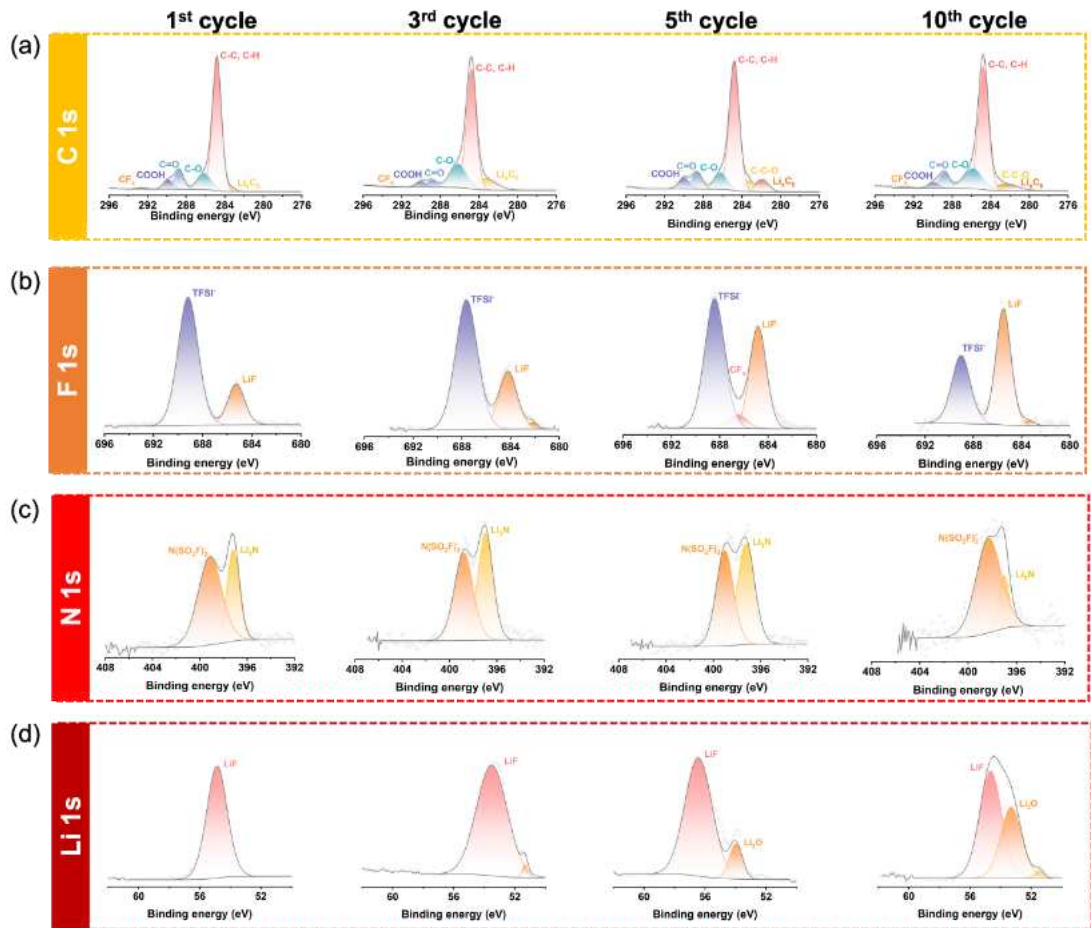 1st cycle 3rd cycle 5th cycle 10th cycle
(a)
C 1s
C-C, C-H
C=O
COOH
C-O
CFx
LixC6
296 292 288 284 280 276
Binding energy (eV)
C-C, C-H
C-O
C=O
COOH
CFx
296 292 288 284 280 276
Binding energy (eV)
C-C, C-H
C=O
COOH
C-O
C-C-O
296 292 288 284 280 276
Binding energy (eV)
C-C, C-H
C=O
COOH
C-O
CFx
C-C-O
296 292 288 284 280 276
Binding energy (eV)
(b)
F 1s
TFSI-
LiF
696 692 688 684 680
Binding energy (eV)
TFSI-
LiF
696 692 688 684 680
Binding energy (eV)
TFSI-
LiF
CFx
696 692 688 684 680
Binding energy (eV)
LiF
TFSI-
696 692 688 684 680
Binding energy (eV)
(c)
N 1s
N(SO2F)2
Li3N
408 404 400 396 392
Binding energy (eV)
N(SO2F)2
Li3N
408 404 400 396 392
Binding energy (eV)
N(SO2F)2
Li3N
408 404 400 396 392
Binding energy (eV)
N(SO2F)2
Li3N
408 404 400 396 392
Binding energy (eV)
(d)
Li 1s
LiF
60 56 52
Binding energy (eV)
LiF
60 56 52
Binding energy (eV)
LiF
Li2O
60 56 52
Binding energy (eV)
LiF
Li2O
60 56 52
Binding energy (eV)